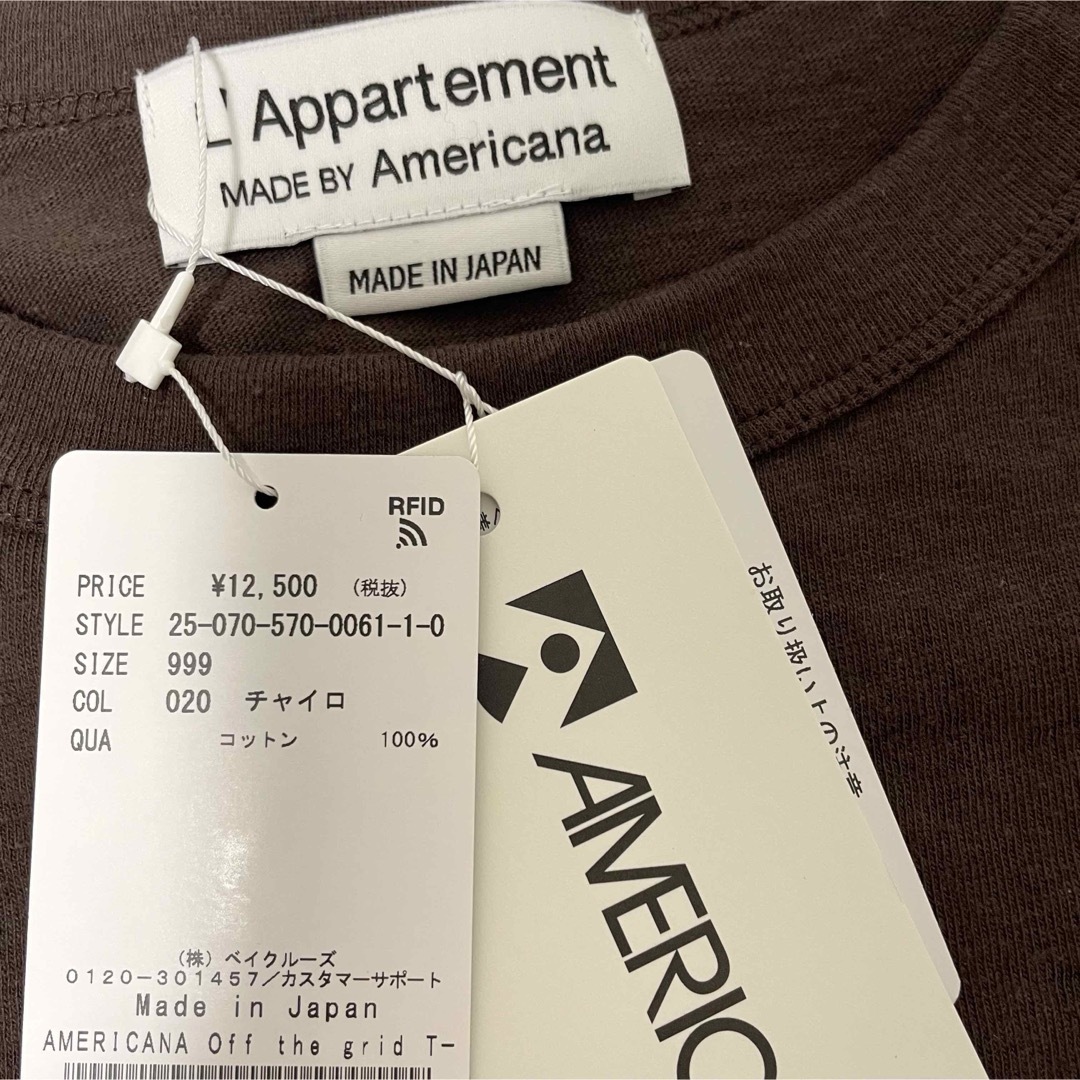 L' Appartement
MADE BY Americana
MADE IN JAPAN
RFID
PRICE ¥12,500 (税抜)
STYLE 25-070-570-0061-1-0
SIZE 999
COL 020 チャイロ
QUA コットン 100%
(株)ベイクルーズ
0120-301457/カスタマーサポート
Made in Japan
AMERICANA Off the grid T-
AMERIC
お取り扱い上の注意